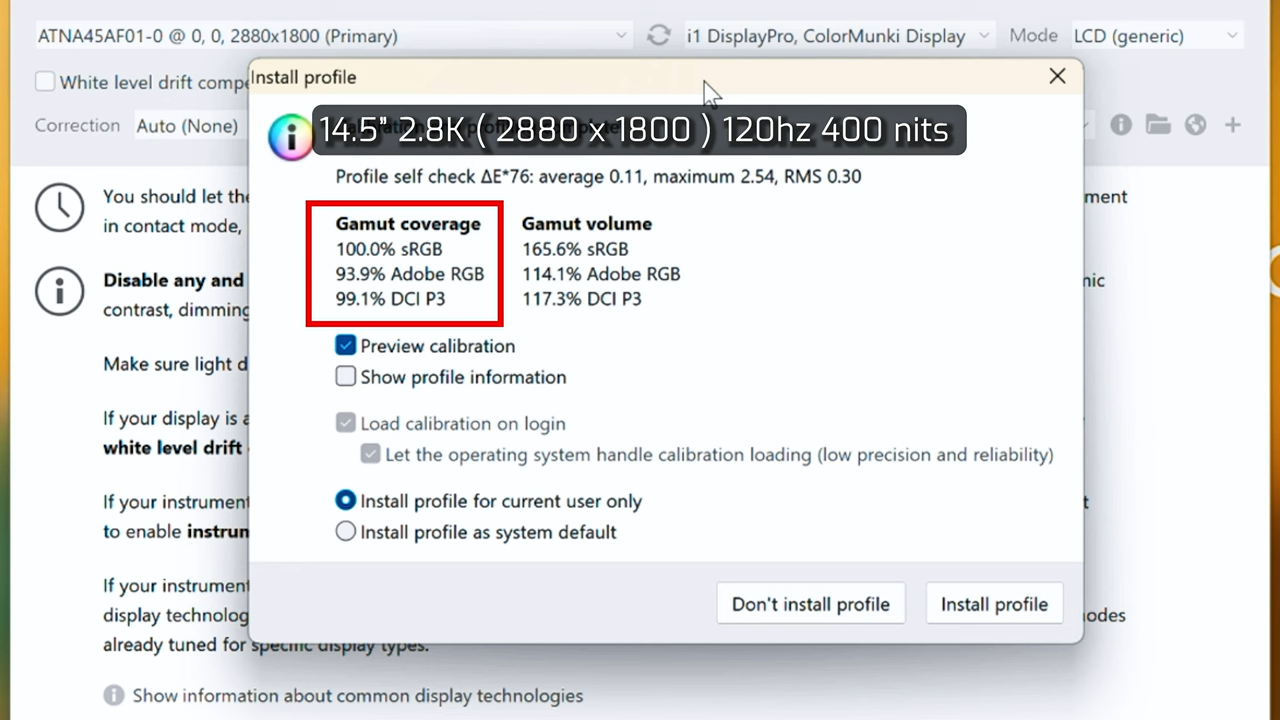 ATNA45AF01-0 @ 0, 0, 2880x1800 (Primary) i1 DisplayPro, ColorMunki Display Mode LCD (generic)
White level drift
Install profile
Correction Auto (None)
14.5” 2.8K ( 2880 x 1800 ) 120hz 400 nits
Profile self check ΔE*76: average 0.11, maximum 2.54, RMS 0.30
You should let the
in contact mode,
Gamut coverage Gamut volume
100.0% sRGB 165.6% sRGB
93.9% Adobe RGB 114.1% Adobe RGB
99.1% DCI P3 117.3% DCI P3
Disable any and
contrast, dimming
Preview calibration
Make sure light
Show profile information
If your display is
Load calibration on login
white level drift
Let the operating system handle calibration loading (low precision and reliability)
If your instrument
Install profile for current user only
to enable
Install profile as system default
If your instrument
display
Don't install profile Install profile
already tuned for specific display types.
Show information about common display technologies